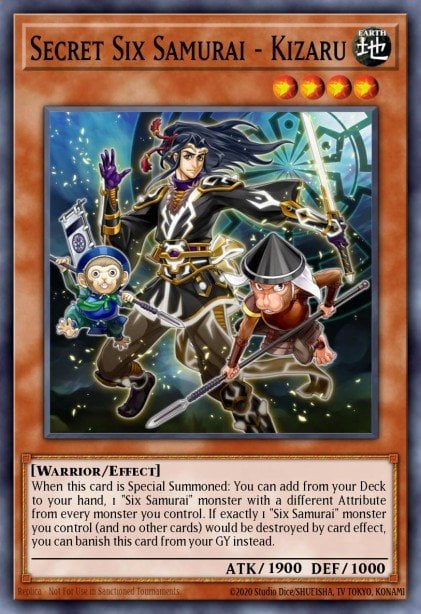 Secret Six Samurai - Kizaru
EARTH
地
[Warrior/Effect]
When this card is Special Summoned: You can add from your Deck
to your hand, 1 "Six Samurai" monster with a different Attribute
from every monster you control. If exactly 1 "Six Samurai" monster
you control (and no other cards) would be destroyed by card effect,
you can banish this card from your GY instead.
ATK/1900 DEF/1000
Replica - Not For Use in Sanctioned Tournaments
©2020 Studio Dice/SHUEISHA, TV TOKYO, KONAMI